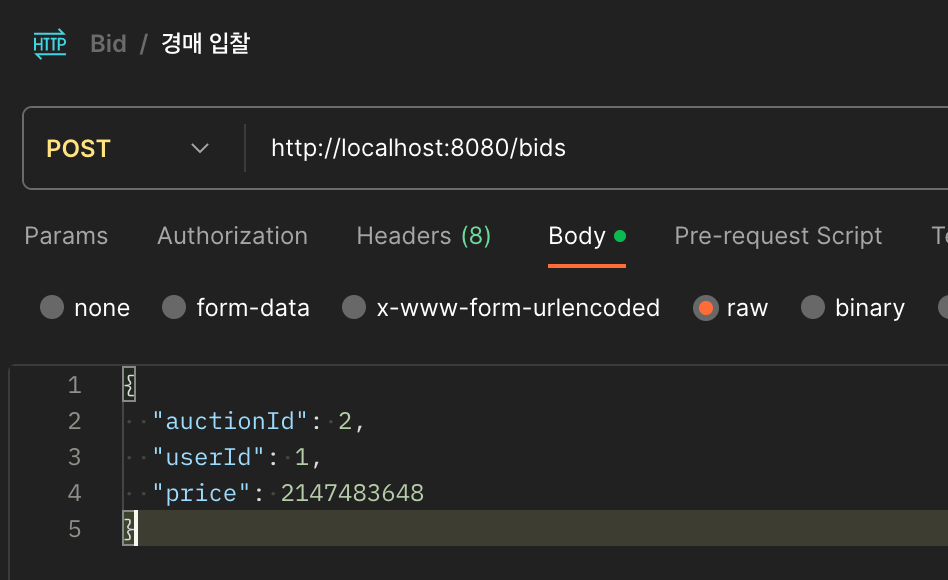 HTTP Bid / 경매 입찰
POST http://localhost:8080/bids
Params Authorization Headers (8) Body Pre-request Script
none form-data x-www-form-urlencoded raw binary
1 {
2 "auctionId": 2,
3 "userId": 1,
4 "price": 2147483648
5 }